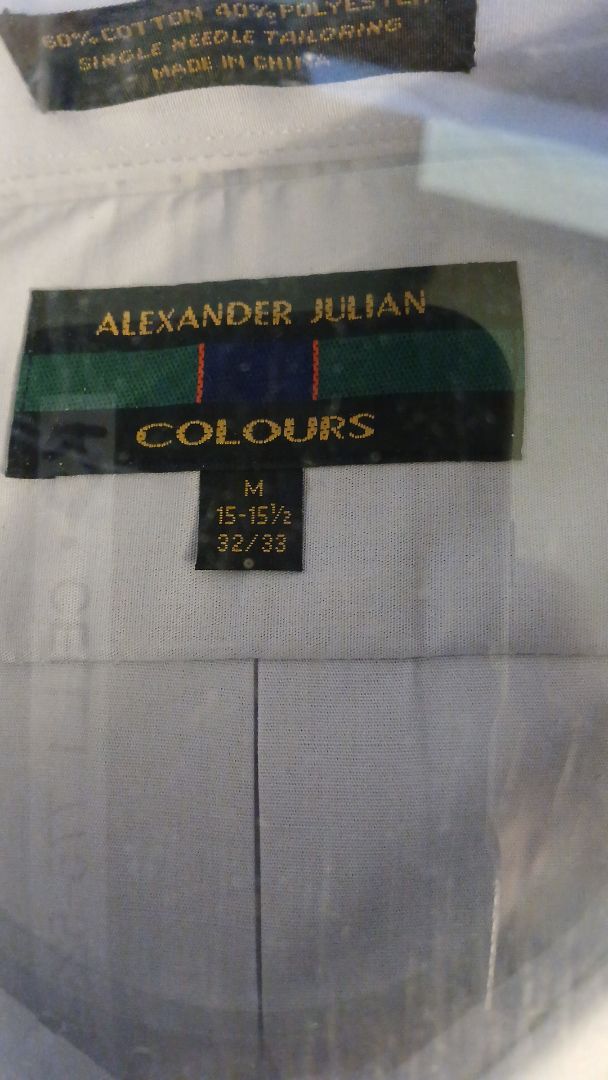 60% COTTON 40% POLYESTER
SINGLE NEEDLE TAILORING
MADE IN CHINA
ALEXANDER JULIAN
COLOURS
M
15-15½
32/33